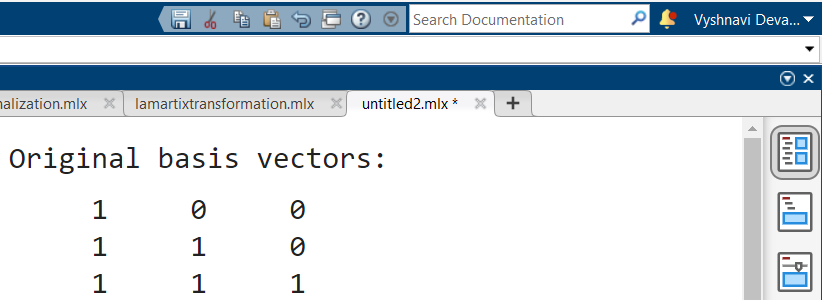 Search Documentation
Vyshnavi Deva...
nalization.mlx
lamartixtransformation.mlx
untitled2.mlx *
Original basis vectors:
1 0 0
1 1 0
1 1 1